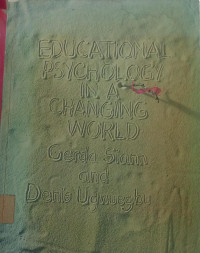 EDUCATIONAL
PSYCHOLOGY
IN A
CHANGING
WORLD
Gerda Siann
and
Denis Ugwuegbu